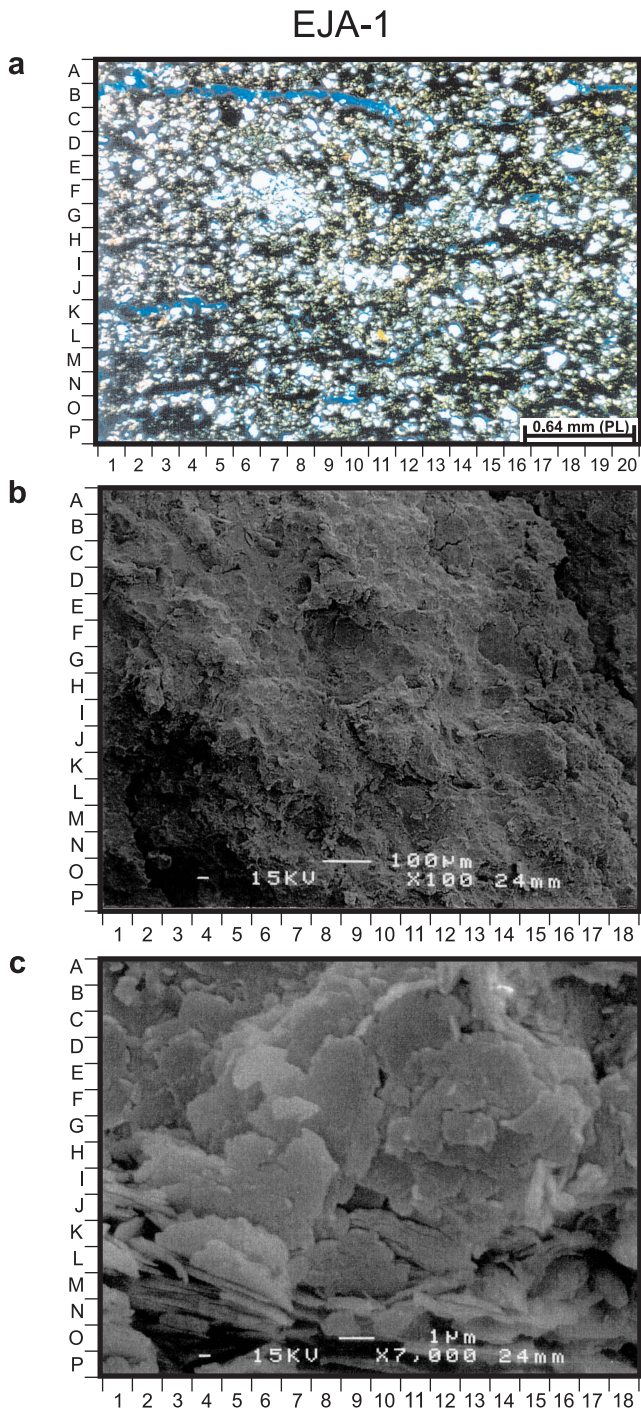 EJA-1
a
A
B
C
D
E
F
G
H
I
J
K
L
M
N
O
P
0.64 mm (PL)
1 2 3 4 5 6 7 8 9 10 11 12 13 14 15 16 17 18 19 20
b
A
B
C
D
E
F
G
H
I
J
K
L
M
N
O
P
100µm
15KV X100 24mm
1 2 3 4 5 6 7 8 9 10 11 12 13 14 15 16 17 18
c
A
B
C
D
E
F
G
H
I
J
K
L
M
N
O
P
1µm
15KV X7,000 24mm
1 2 3 4 5 6 7 8 9 10 11 12 13 14 15 16 17 18